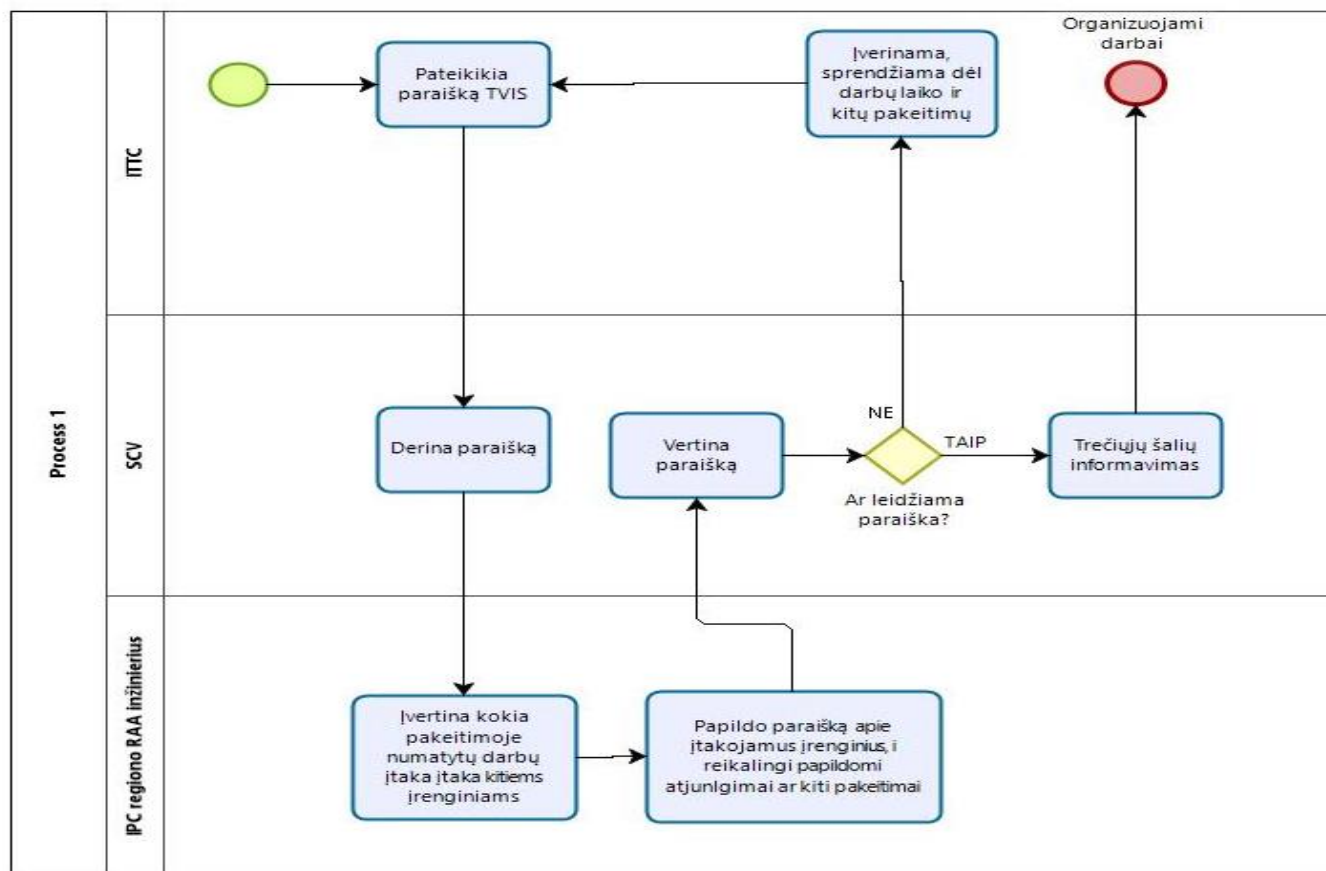 Process 1
ITTC
Pateikikia
paraišką TVIS
Įverinama,
sprendžiama dėl
darbų laiko ir
kitų pakeitimų
Organizuojami
darbai
SCV
Derina paraišką
Vertina
paraišką
NE
TAIP
Ar leidžiama
paraiška?
Trečiųjų šalių
informavimas
IPC regiono RAA inžinierius
Įvertina kokia
pakeitimoje
numatytų darbų
įtaka įtaka kitiems
įrenginiams
Papildo paraišką apie
įtakojamus įrenginius, i
reikalingi papildomi
atjunlgimai ar kiti pakeitimai